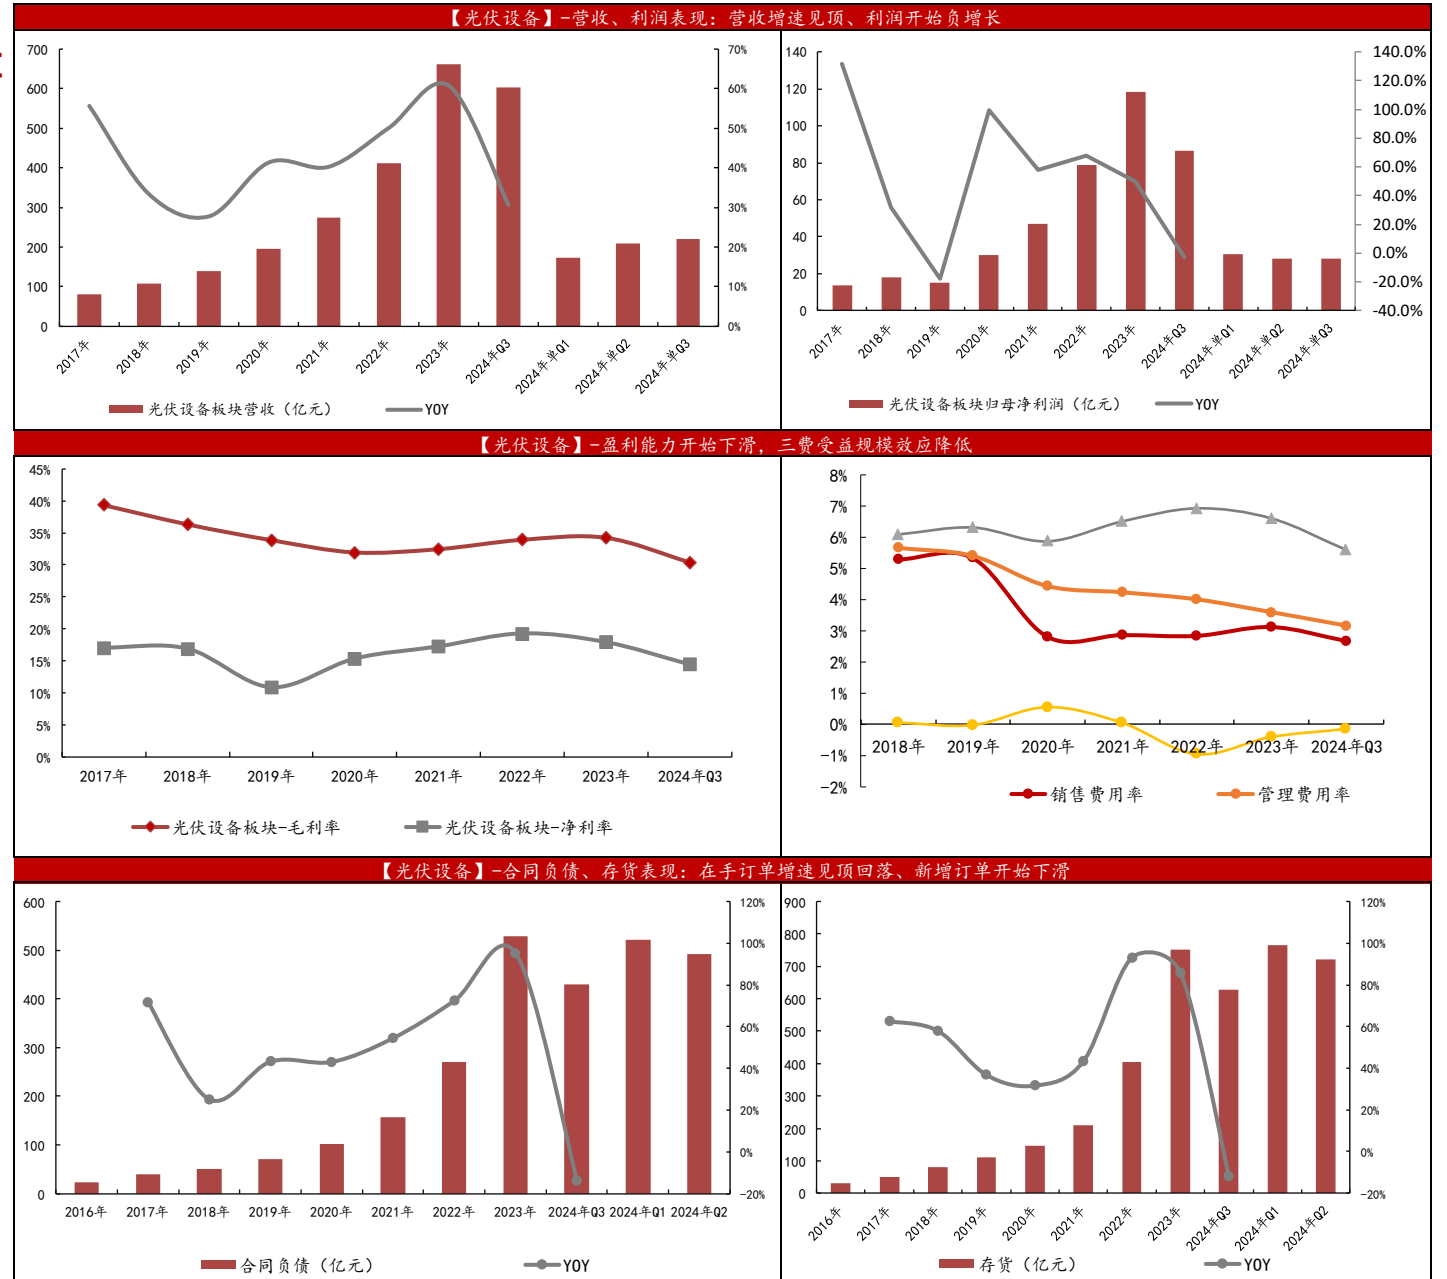 【光伏设备】-营收、利润表现：营收增速见顶、利润开始负增长
700
600
500
400
300
200
100
0
70%
60%
50%
40%
30%
20%
10%
0%
2017年
2018年
2019年
2020年
2021年
2022年
2023年
2024年Q3
2024年单Q1
2024年单Q2
2024年单Q3
光伏设备板块营收（亿元）
YOY
140
120
100
80
60
40
20
0
140.0%
120.0%
100.0%
80.0%
60.0%
40.0%
20.0%
0.0%
-20.0%
-40.0%
2017年
2018年
2019年
2020年
2021年
2022年
2023年
2024年Q3
2024年单Q1
2024年单Q2
2024年单Q3
光伏设备板块归母净利润（亿元）
YOY
【光伏设备】-盈利能力开始下滑，三费受益规模效应降低
45%
40%
35%
30%
25%
20%
15%
10%
5%
0%
2017年
2018年
2019年
2020年
2021年
2022年
2023年
2024年Q3
光伏设备板块-毛利率
光伏设备板块-净利率
8%
7%
6%
5%
4%
3%
2%
1%
0%
-1%
-2%
2018年
2019年
2020年
2021年
2022年
2023年
2024年Q3
销售费用率
管理费用率
【光伏设备】-合同负债、存货表现：在手订单增速见顶回落、新增订单开始下滑
600
500
400
300
200
100
0
120%
100%
80%
60%
40%
20%
0%
-20%
2016年
2017年
2018年
2019年
2020年
2021年
2022年
2023年
2024年Q3
2024年Q1
2024年Q2
合同负债（亿元）
YOY
900
800
700
600
500
400
300
200
100
0
120%
100%
80%
60%
40%
20%
0%
-20%
2016年
2017年
2018年
2019年
2020年
2021年
2022年
2023年
2024年Q3
2024年Q1
2024年Q2
存货（亿元）
YOY